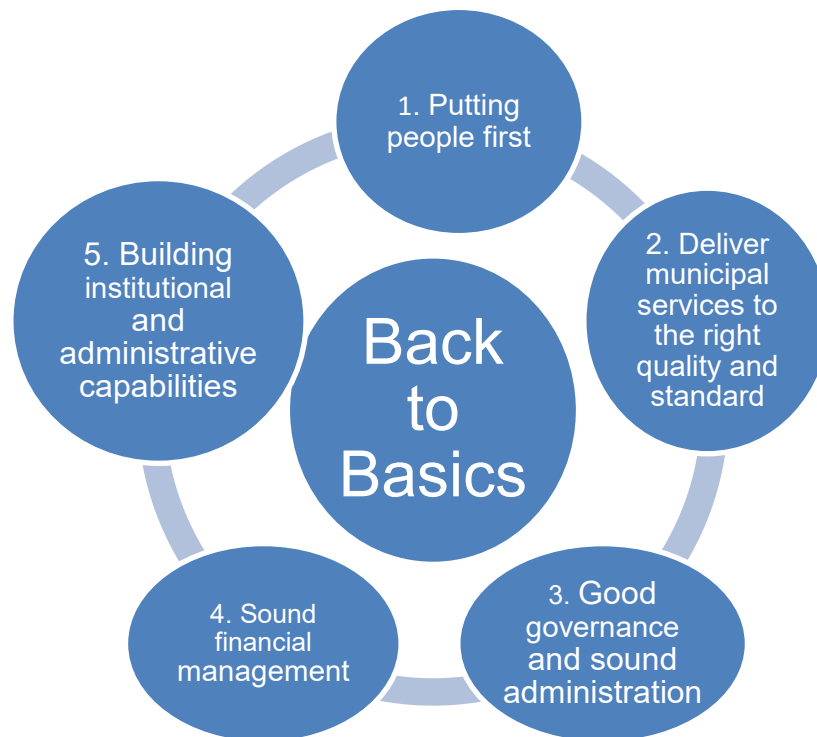 1. Putting
people first
2. Deliver
municipal
services to
the right
quality and
standard
3. Good
governance
and sound
administration
4. Sound
financial
management
5. Building
institutional
and
administrative
capabilities
Back
to
Basics